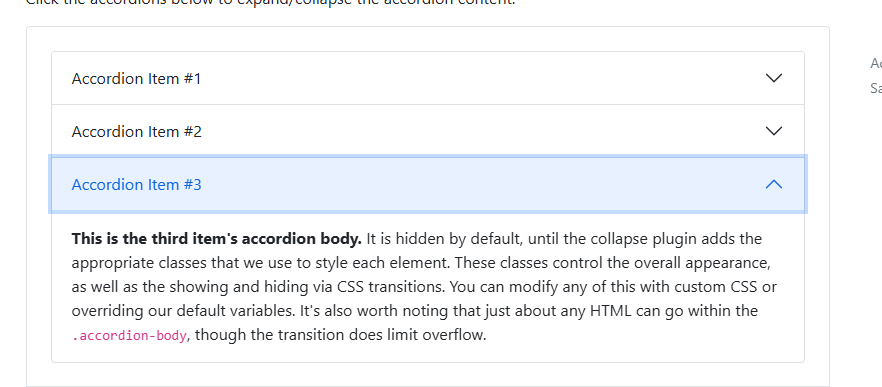 Click the accordions below to expand/collapse the accordion content.
Accordion Item #1
Accordion Item #2
Accordion Item #3
This is the third item's accordion body. It is hidden by default, until the collapse plugin adds the
appropriate classes that we use to style each element. These classes control the overall appearance,
as well as the showing and hiding via CSS transitions. You can modify any of this with custom CSS or
overriding our default variables. It's also worth noting that just about any HTML can go within the
.accordion-body, though the transition does limit overflow.